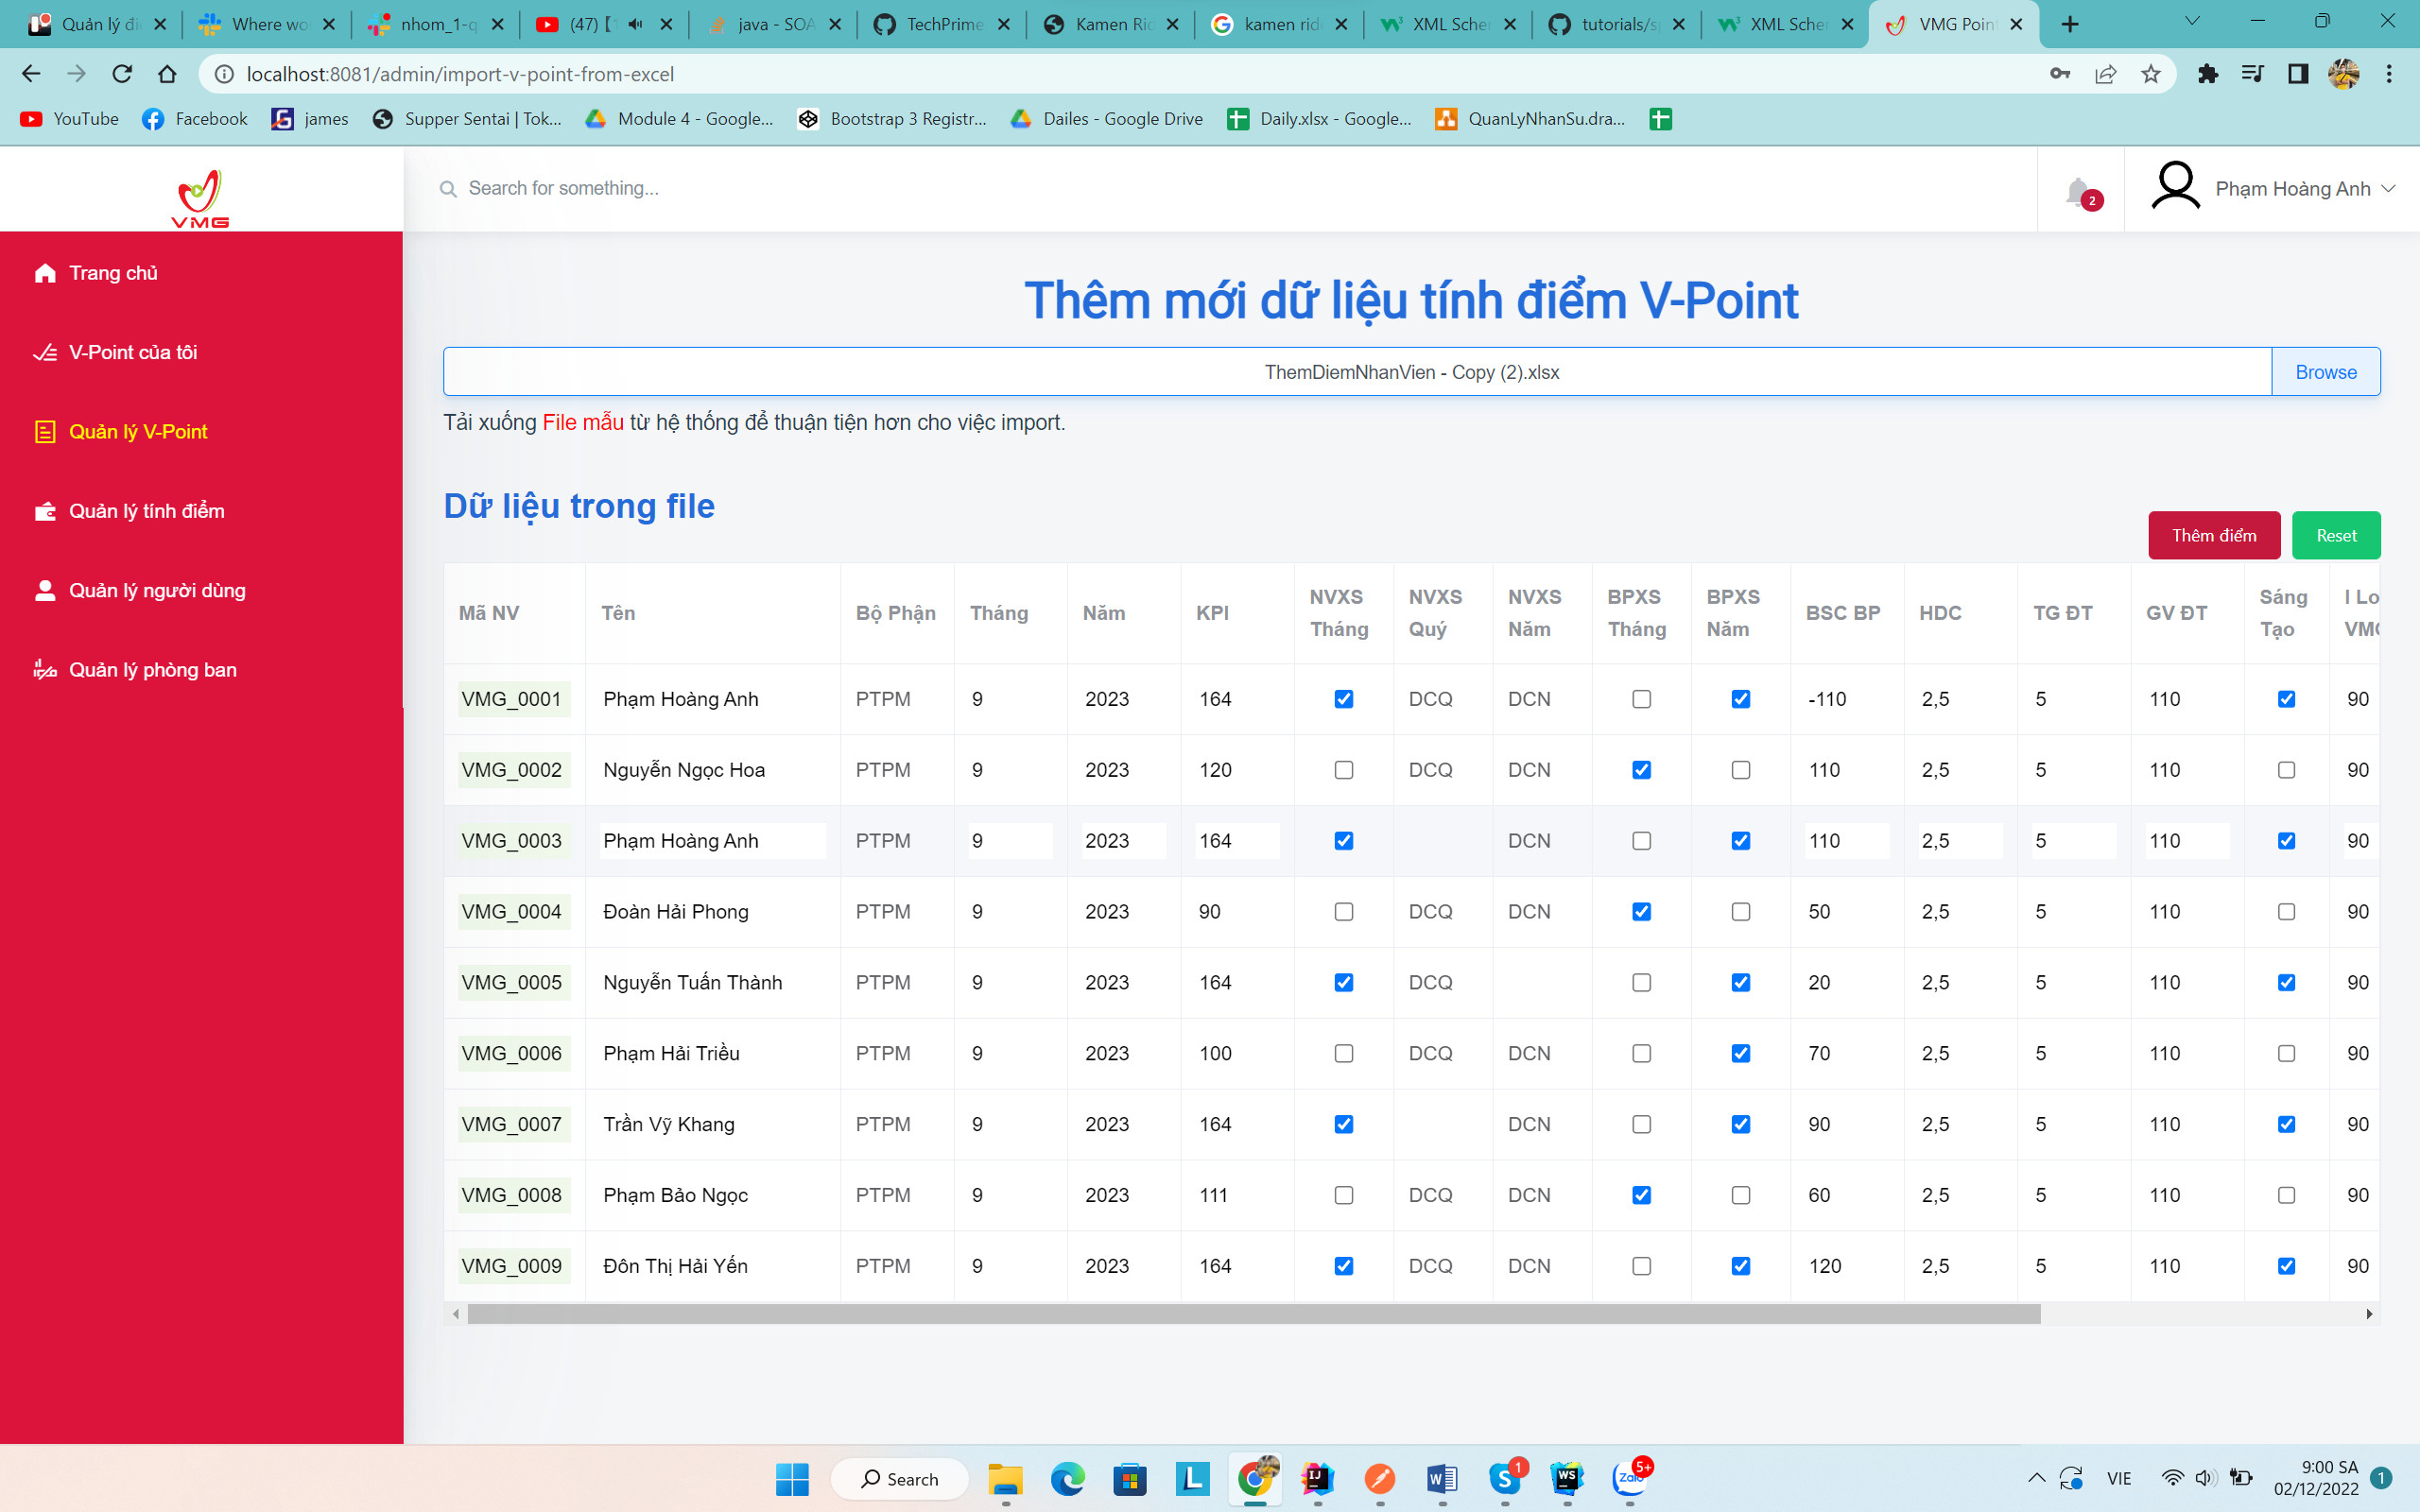 Quản lý đi
Where wo
nhom_1-q
(47)
java - SOA
TechPrime
Kamen Ric
kamen rid
XML Scher
tutorials/s
XML Scher
VMG Poin
localhost:8081/admin/import-v-point-from-excel
YouTube
Facebook
james
Supper Sentai | Tok...
Module 4 - Google...
Bootstrap 3 Registr...
Dailes - Google Drive
Daily.xlsx - Google...
QuanLyNhanSu.dra...
VMG
Search for something...
2
Phạm Hoàng Anh
Trang chủ
V-Point của tôi
Quản lý V-Point
Quản lý tính điểm
Quản lý người dùng
Quản lý phòng ban
Thêm mới dữ liệu tính điểm V-Point
ThemDiemNhanVien - Copy (2).xlsx
Browse
Tải xuống File mẫu từ hệ thống để thuận tiện hơn cho việc import.
Dữ liệu trong file
Thêm điểm
Reset
Mã NV Tên Bộ Phận Tháng Năm KPI NVXS Tháng NVXS Quý NVXS Năm BPXS Tháng BPXS Năm BSC BP HDC TG ĐT GV ĐT Sáng Tạo I Lo VMG
VMG_0001 Phạm Hoàng Anh PTPM 9 2023 164 DCQ DCN -110 2,5 5 110 90
VMG_0002 Nguyễn Ngọc Hoa PTPM 9 2023 120 DCQ DCN 110 2,5 5 110 90
VMG_0003 Phạm Hoàng Anh PTPM 9 2023 164 DCN 110 2,5 5 110 90
VMG_0004 Đoàn Hải Phong PTPM 9 2023 90 DCQ DCN 50 2,5 5 110 90
VMG_0005 Nguyễn Tuấn Thành PTPM 9 2023 164 DCQ 20 2,5 5 110 90
VMG_0006 Phạm Hải Triều PTPM 9 2023 100 DCQ DCN 70 2,5 5 110 90
VMG_0007 Trần Vỹ Khang PTPM 9 2023 164 DCN 90 2,5 5 110 90
VMG_0008 Phạm Bảo Ngọc PTPM 9 2023 111 DCQ DCN 60 2,5 5 110 90
VMG_0009 Đôn Thị Hải Yến PTPM 9 2023 164 DCQ DCN 120 2,5 5 110 90
Search
1
5+
Zalo
VIE
9:00 SA
02/12/2022
1